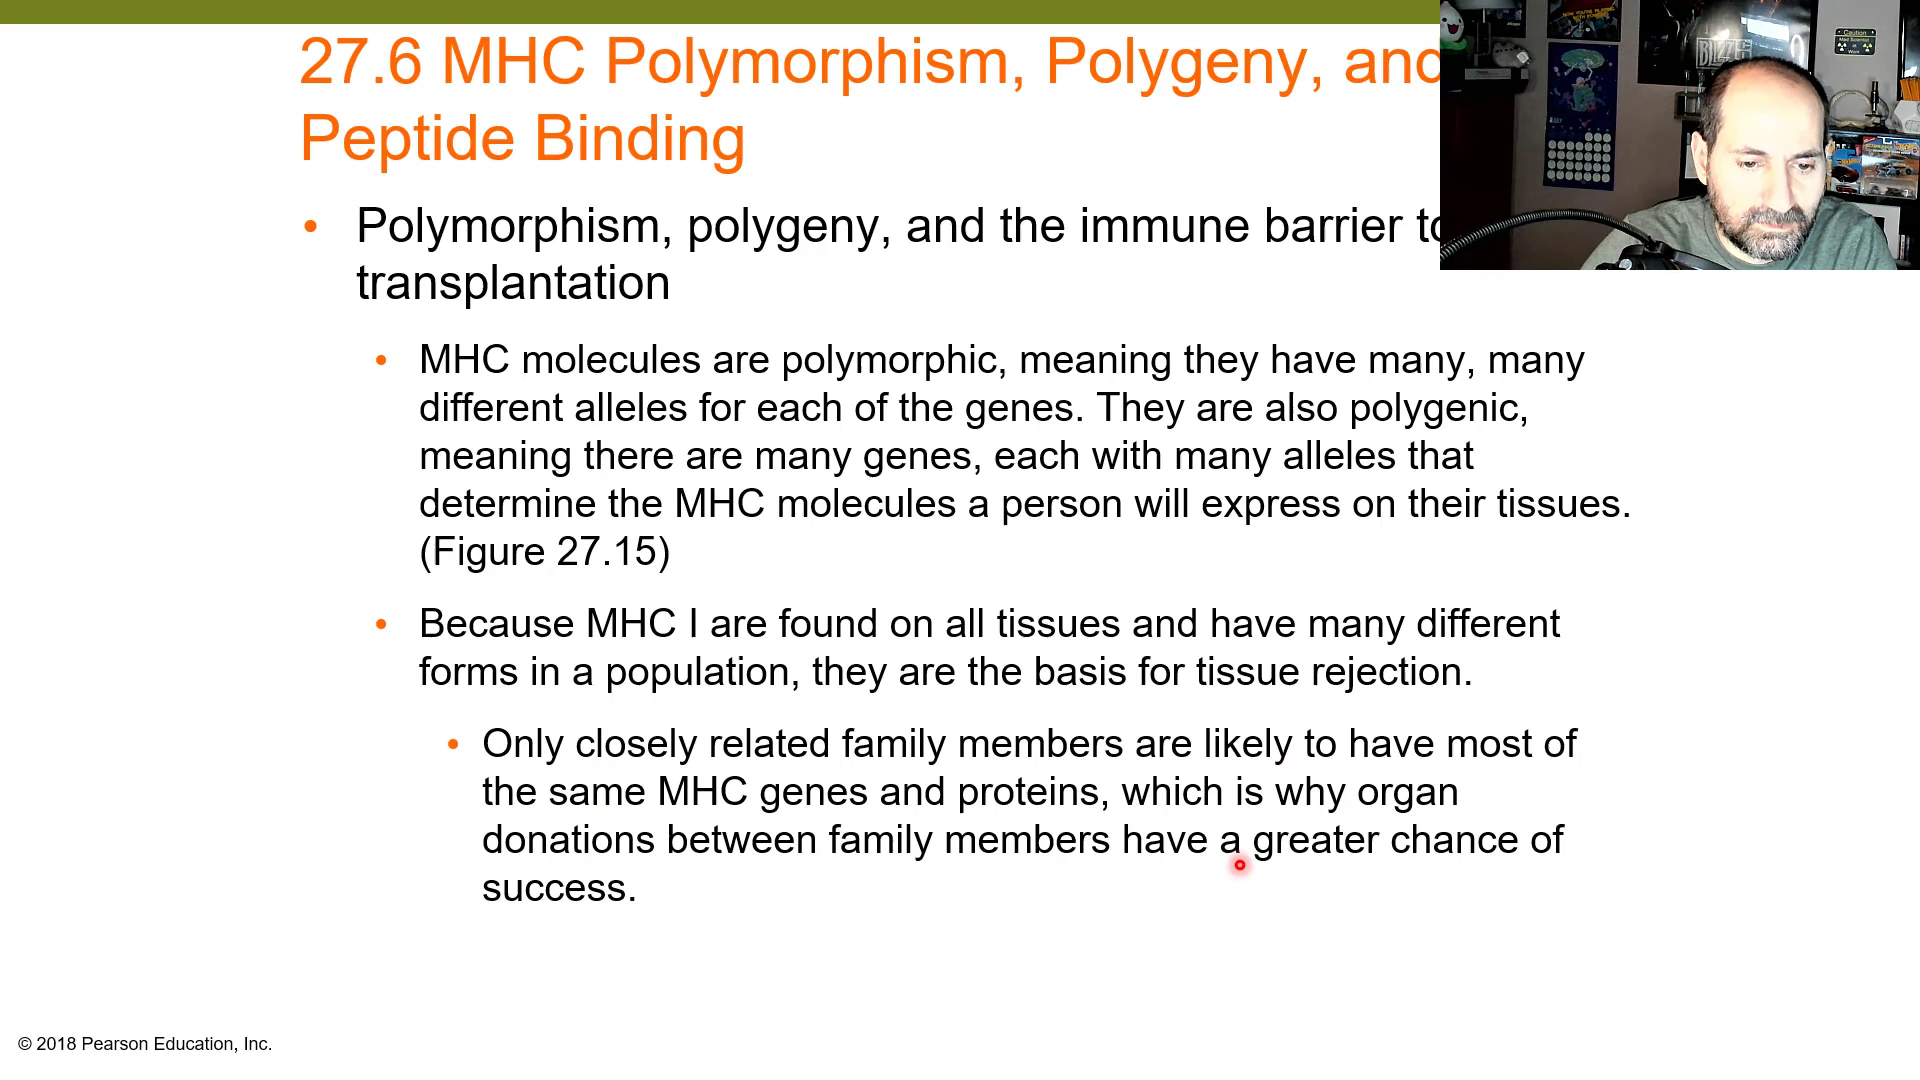 27.6 MHC Polymorphism, Polygeny, and
Peptide Binding
• Polymorphism, polygeny, and the immune barrier to
transplantation
• MHC molecules are polymorphic, meaning they have many, many
different alleles for each of the genes. They are also polygenic,
meaning there are many genes, each with many alleles that
determine the MHC molecules a person will express on their tissues.
(Figure 27.15)
• Because MHC I are found on all tissues and have many different
forms in a population, they are the basis for tissue rejection.
• Only closely related family members are likely to have most of
the same MHC genes and proteins, which is why organ
donations between family members have a greater chance of
success.
© 2018 Pearson Education, Inc.
Caution
Mad Scientist
at
Work